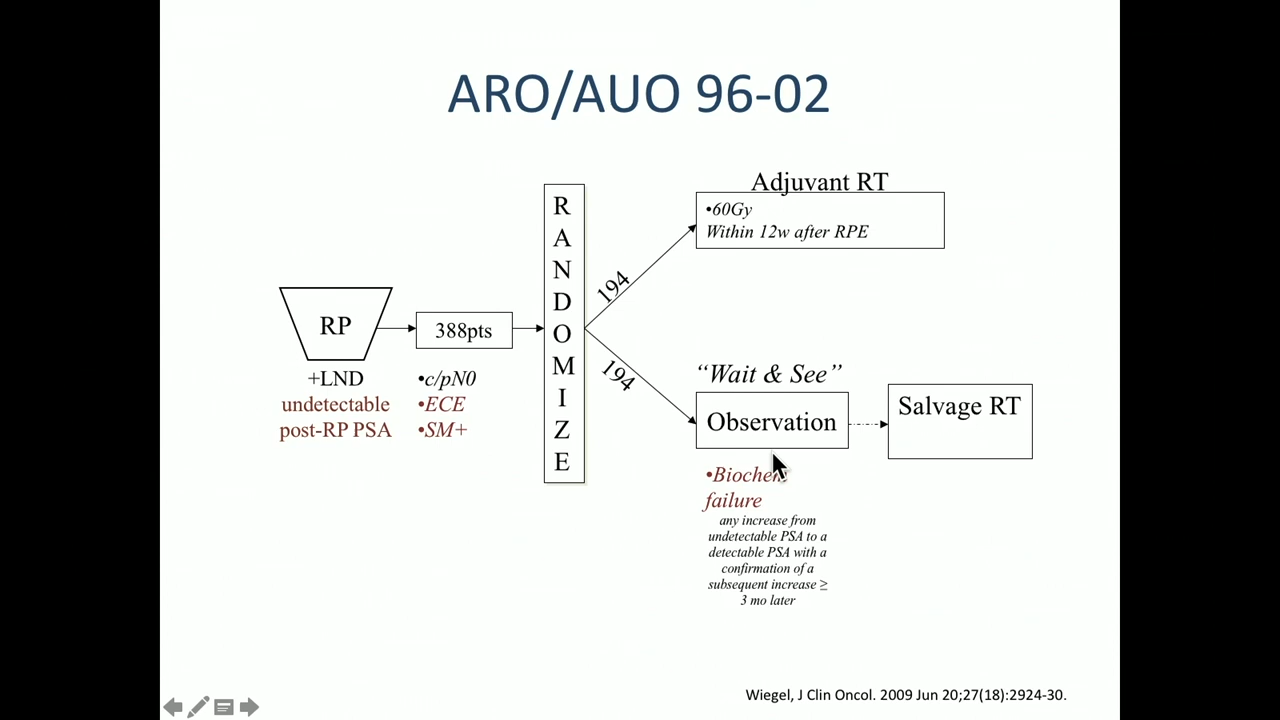 ARO/AUO 96-02
Adjuvant RT
•60Gy
Within 12w after RPE
R
A
N
D
O
M
I
Z
E
194
194
RP
388pts
+LND
undetectable
post-RP PSA
•c/pN0
•ECE
•SM+
“Wait & See”
Observation
Salvage RT
failure
any increase from
undetectable PSA to a
detectable PSA with a
confirmation of a
subsequent increase ≥
3 mo later
Wiegel, J Clin Oncol. 2009 Jun 20;27(18):2924-30.